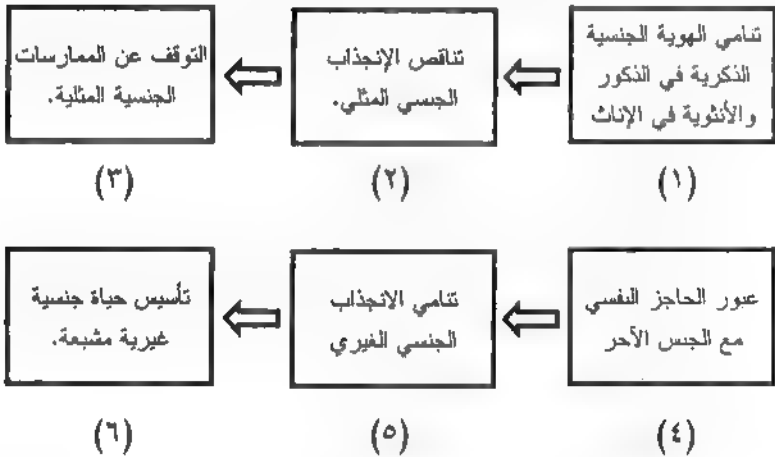 تنامي الهوية الجنسية
الذكرية في الذكور
والأنثوية في الإناث
(١)
تناقص الإنجذاب
الجنسي المثلي.
(٢)
التوقف عن الممارسات
الجنسية المثلية.
(٣)
عبور الحاجز النفسي
مع الجنس الآخر
(٤)
تنامي الانجذاب
الجنسي الغيري
(٥)
تأسيس حياة جنسية
غيرية مشبعة.
(٦)